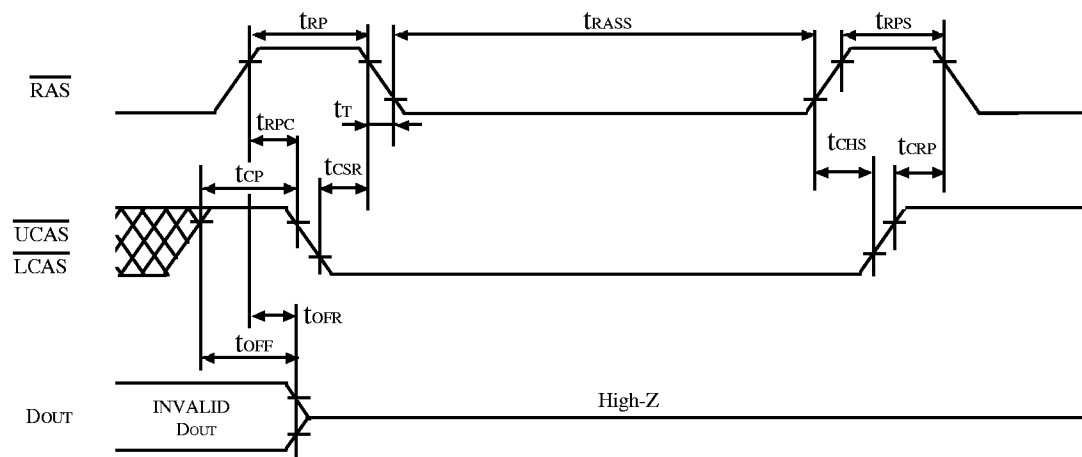 tRP
tRASS
tRPS
RAS
tT
tRPC
tCHS
tCRP
tCSR
tCP
UCAS
LCAS
tOFR
tOFF
DOUT
INVALID
DOUT
High-Z